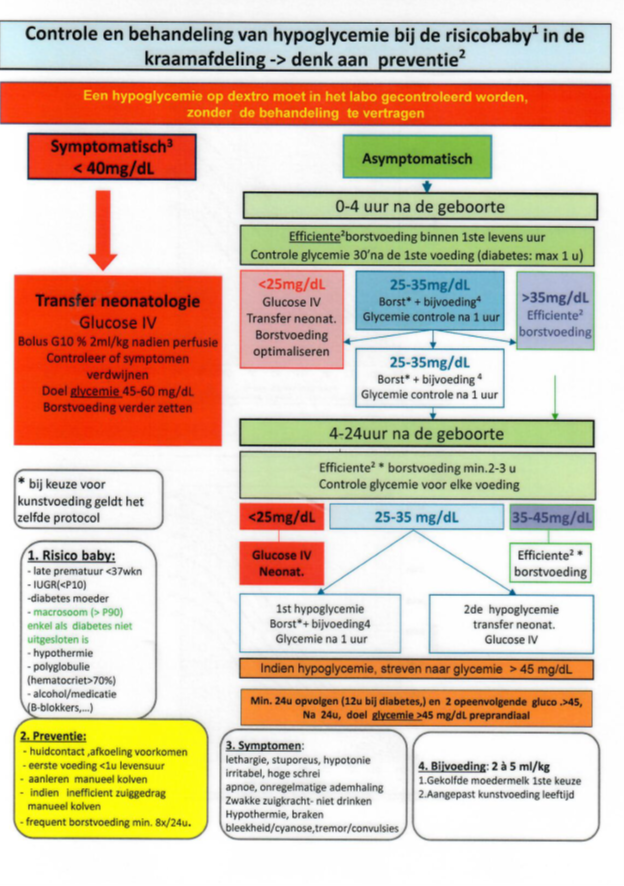 Controle en behandeling van hypoglycemie bij de risicobaby¹ in de
kraamafdeling -> denk aan preventie²
Een hypoglycemie op dextro moet in het labo gecontroleerd worden,
zonder de behandeling te vertragen
Symptomatisch³
< 40mg/dL
Asymptomatisch
0-4 uur na de geboorte
Efficiente²borstvoeding binnen 1ste levens uur
Controle glycemie 30'na de 1ste voeding (diabetes: max 1 u)
Transfer neonatologie
Glucose IV
Bolus G10 % 2ml/kg nadien perfusie
Controleer of symptomen
verdwijnen
Doel glycemie 45-60 mg/dL
Borstvoeding verder zetten
<25mg/dL
Glucose IV
Transfer neonat.
Borstvoeding
optimaliseren
25-35mg/dL
Borst* + bijvoeding⁴
Glycemie controle na 1 uur
>35mg/dL
Efficiente²
borstvoeding
25-35mg/dL
Borst* + bijvoeding ⁴
Glycemie controle na 1 uur
4-24uur na de geboorte
Efficiente² * borstvoeding min.2-3 u
Controle glycemie voor elke voeding
* bij keuze voor
kunstvoeding geldt het
zelfde protocol
<25mg/dL
25-35 mg/dL
35-45mg/dL
Glucose IV
Neonat.
Efficiente² *
borstvoeding
1st hypoglycemie
Borst*+ bijvoeding4
Glycemie na 1 uur
2de hypoglycemie
transfer neonat.
Glucose IV
1. Risico baby:
- late prematuur <37wkn
- IUGR(<P10)
-diabetes moeder
- macrosoom (> P90)
enkel als diabetes niet
uitgesloten is
- hypothermie
- polyglobulie
(hematocriet>70%)
- alcohol/medicatie
(B-blokkers,...)
Indien hypoglycemie, streven naar glycemie > 45 mg/dL
Min. 24u opvolgen (12u bij diabetes,) en 2 opeenvolgende gluco .>45,
Na 24u, doel glycemie >45 mg/dL preprandiaal
2. Preventie:
- huidcontact ,afkoeling voorkomen
- eerste voeding <1u levensuur
- aanleren manueel kolven
- indien inefficient zuiggedrag
manueel kolven
- frequent borstvoeding min. 8x/24u.
3. Symptomen:
lethargie, stuporeus, hypotonie
irritabel, hoge schrei
apnoe, onregelmatige ademhaling
Zwakke zuigkracht- niet drinken
Hypothermie, braken
bleekheid/cyanose,tremor/convulsies
4. Bijvoeding: 2 à 5 ml/kg
1.Gekolfde moedermelk 1ste keuze
2.Aangepast kunstvoeding leeftijd